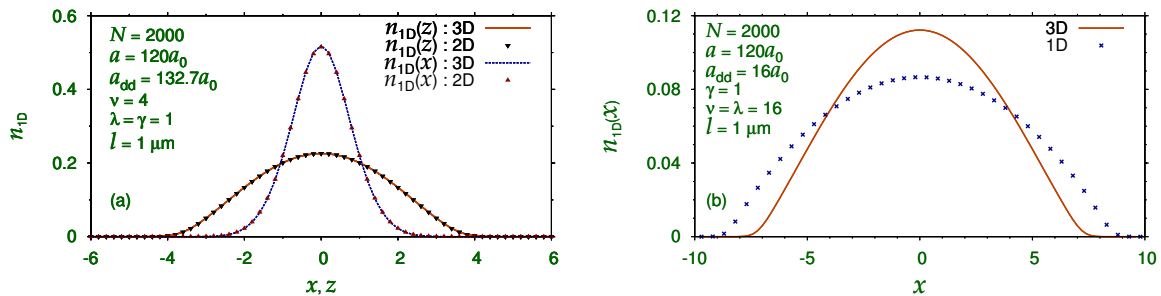 0.6
0.4
0.2
0
n1D
N = 2000
a = 120a0
add = 132.7a0
ν = 4
λ = γ = 1
l = 1 μm
(a)
n1D(z) : 3D
n1D(z) : 2D
n1D(x) : 3D
n1D(x) : 2D
-6 -4 -2 0 2 4 6
x, z
0.12
0.08
0.04
0
n1D(x)
N = 2000
a = 120a0
add = 16a0
γ = 1
ν = λ = 16
l = 1 μm
(b)
3D
1D
-10 -5 0 5 10
x